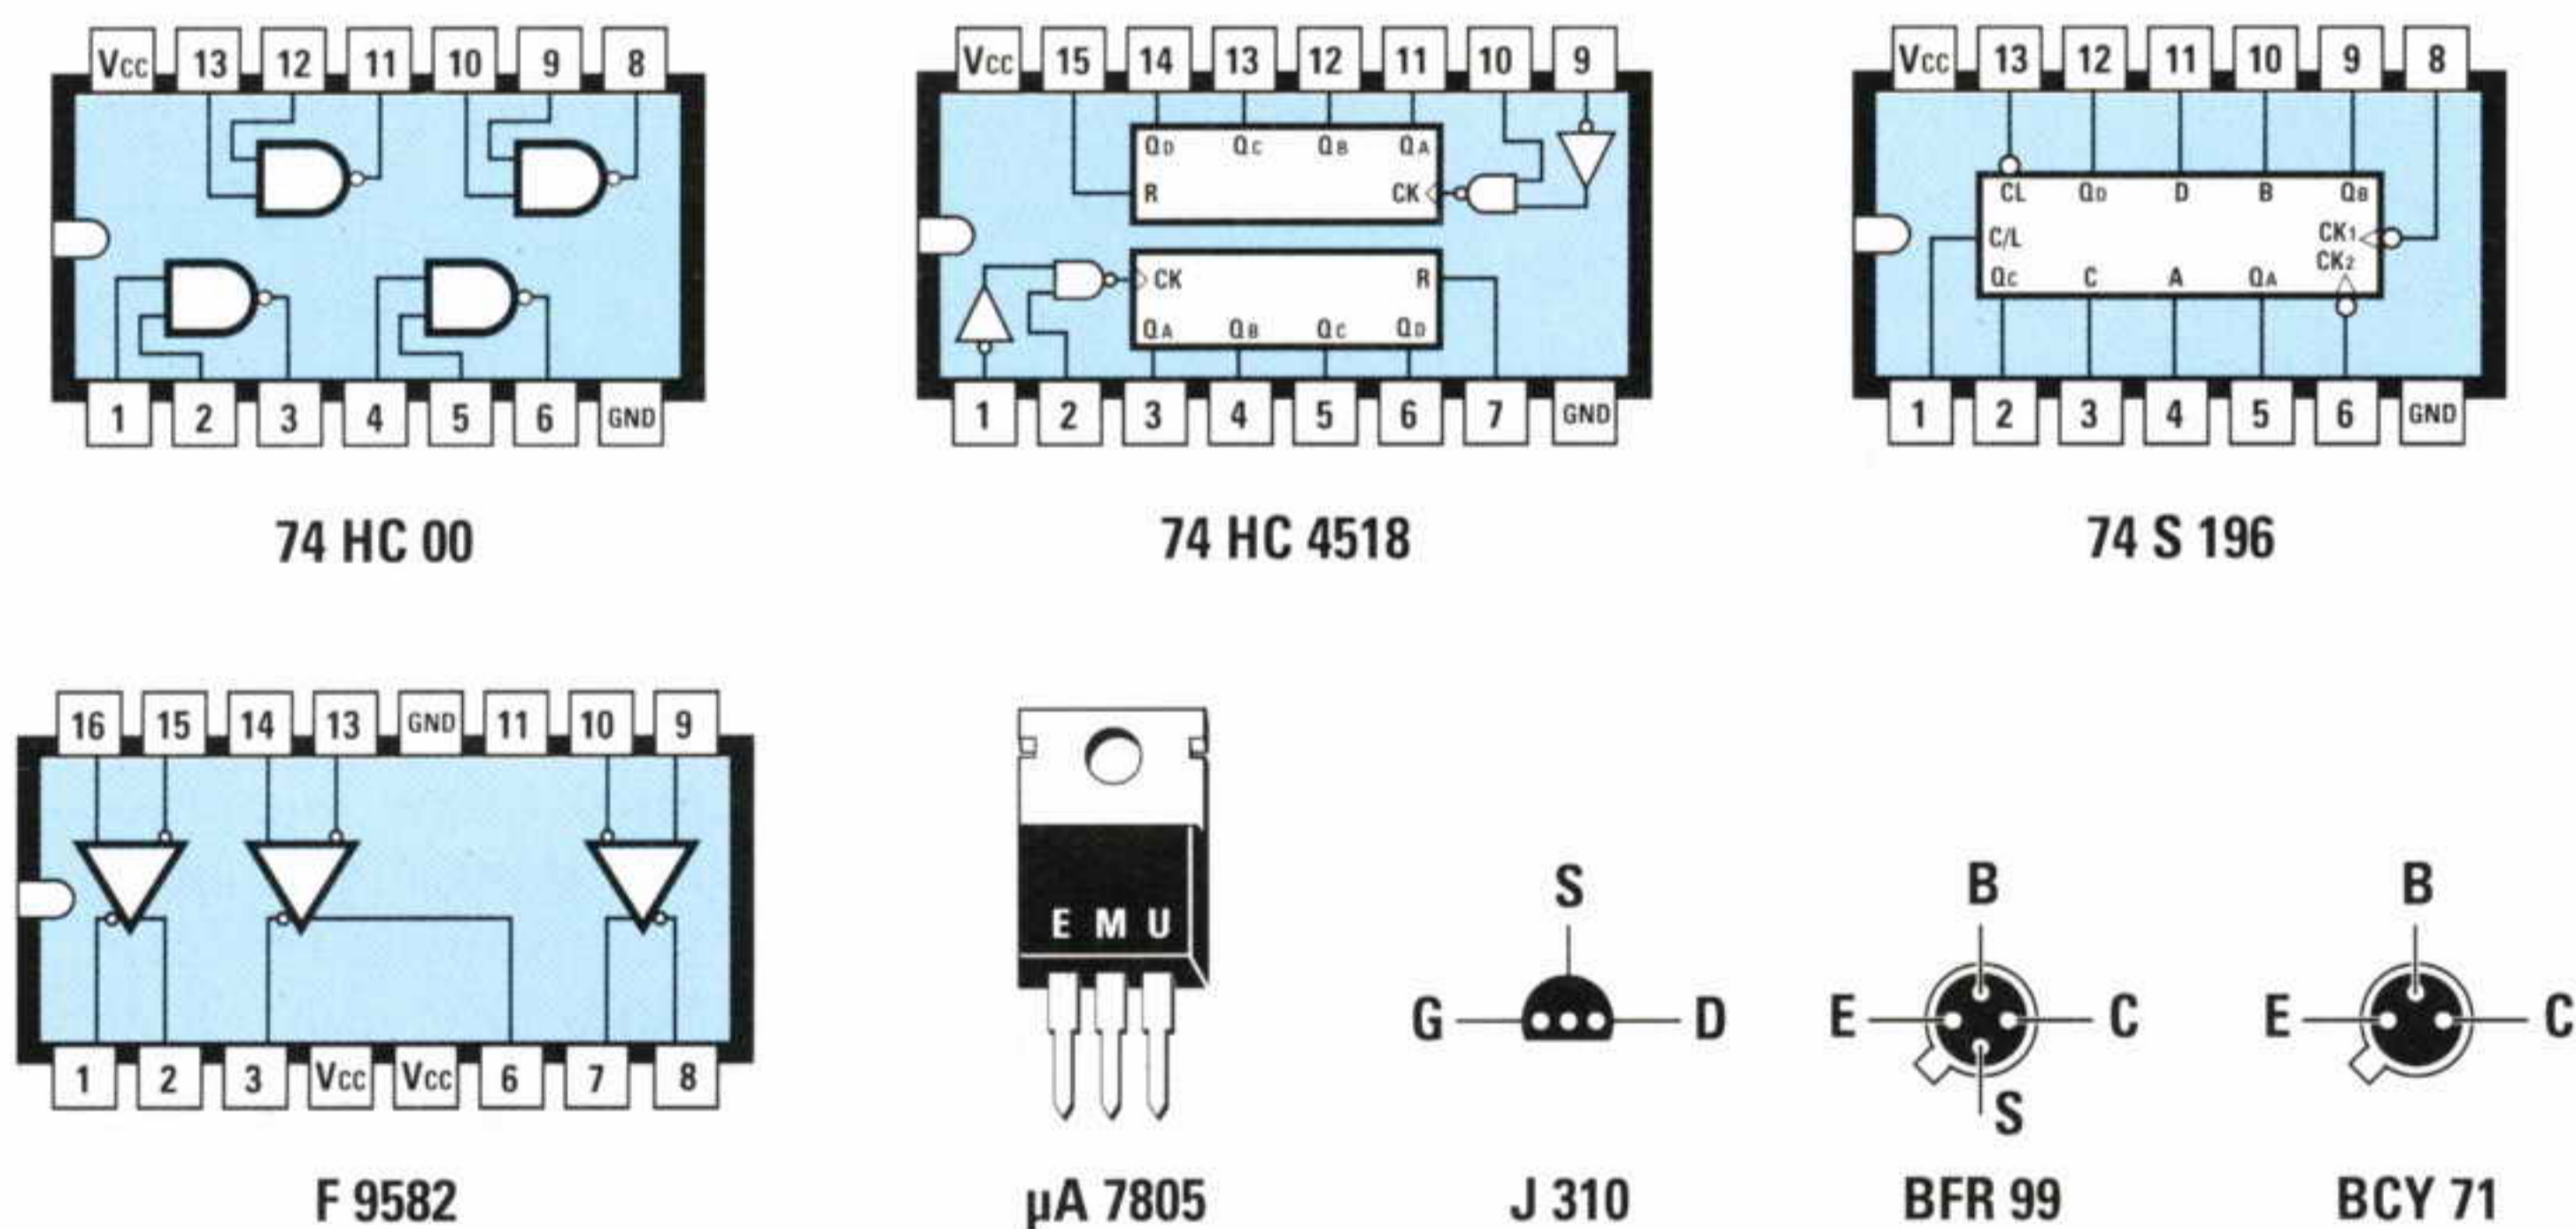 Vcc 13 12 11 10 9 8
1 2 3 4 5 6 GND
74 HC 00
Vcc 15 14 13 12 11 10 9
QD QC QB QA
R CK
CK R
QA QB QC QD
1 2 3 4 5 6 7 GND
74 HC 4518
Vcc 13 12 11 10 9 8
CL QD D B QB
C/L CK1
CK2
QC C A QA
1 2 3 4 5 6 GND
74 S 196
16 15 14 13 GND 11 10 9
1 2 3 Vcc Vcc 6 7 8
F 9582
E M U
µA 7805
S
G D
J 310
B
E C
S
BFR 99
B
E C
BCY 71